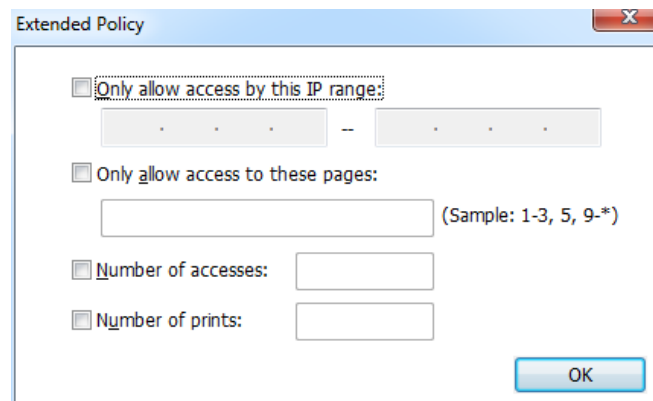 Extended Policy
Only allow access by this IP range:
. . . -- . . .
Only allow access to these pages:
(Sample: 1-3, 5, 9-*)
Number of accesses:
Number of prints:
OK